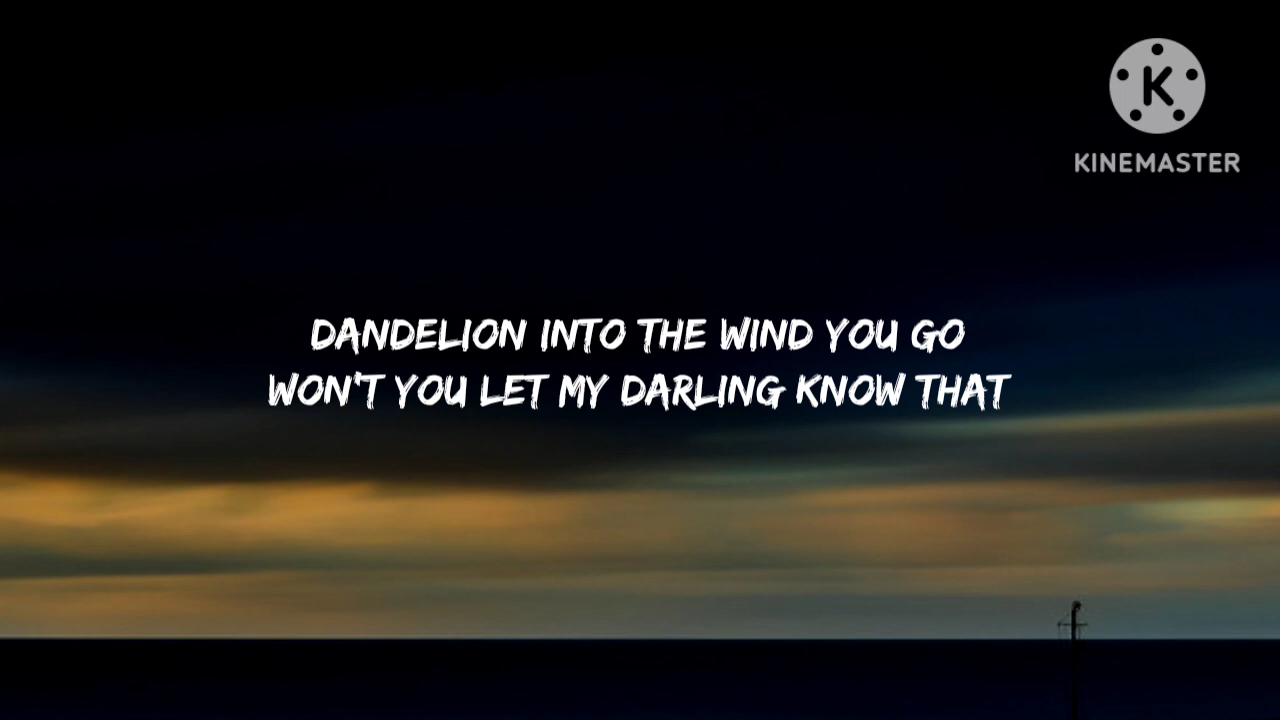 K
KINEMASTER
DANDELION INTO THE WIND YOU GO
WON'T YOU LET MY DARLING KNOW THAT